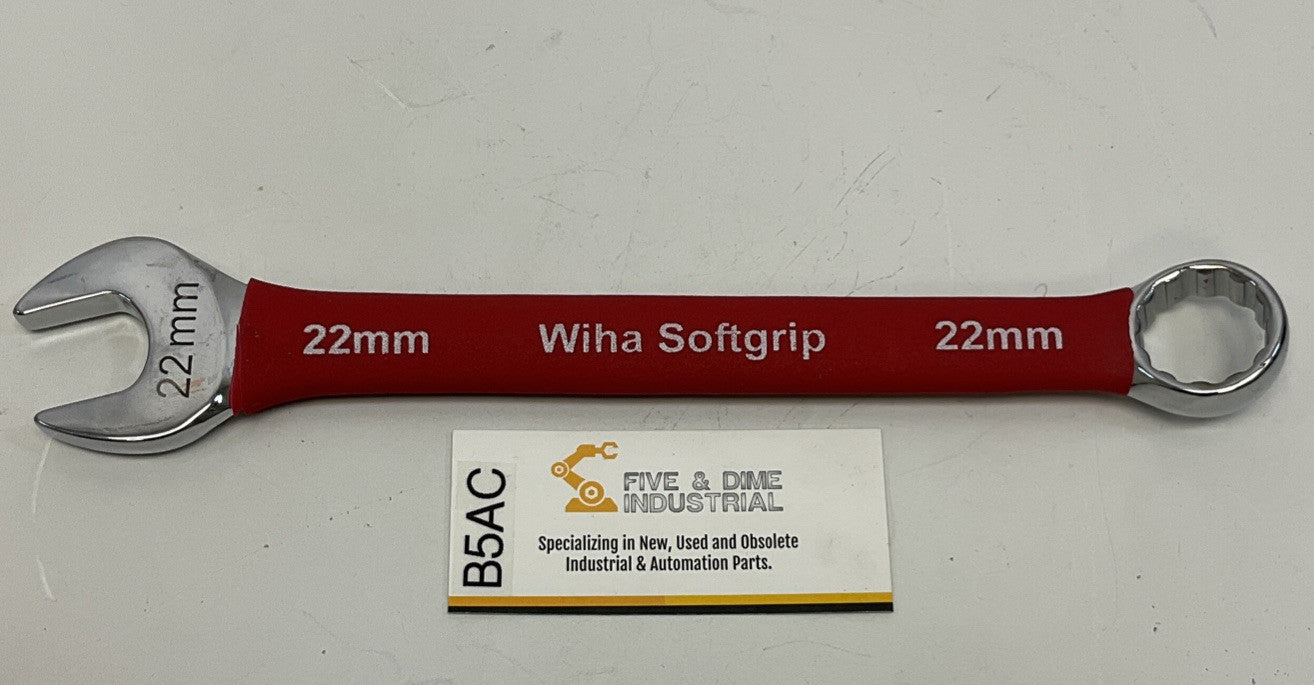 22mm
22mm
Wiha Softgrip
22mm
B5AC
FIVE & DIME
INDUSTRIAL
Specializing in New, Used and Obsolete
Industrial & Automation Parts.